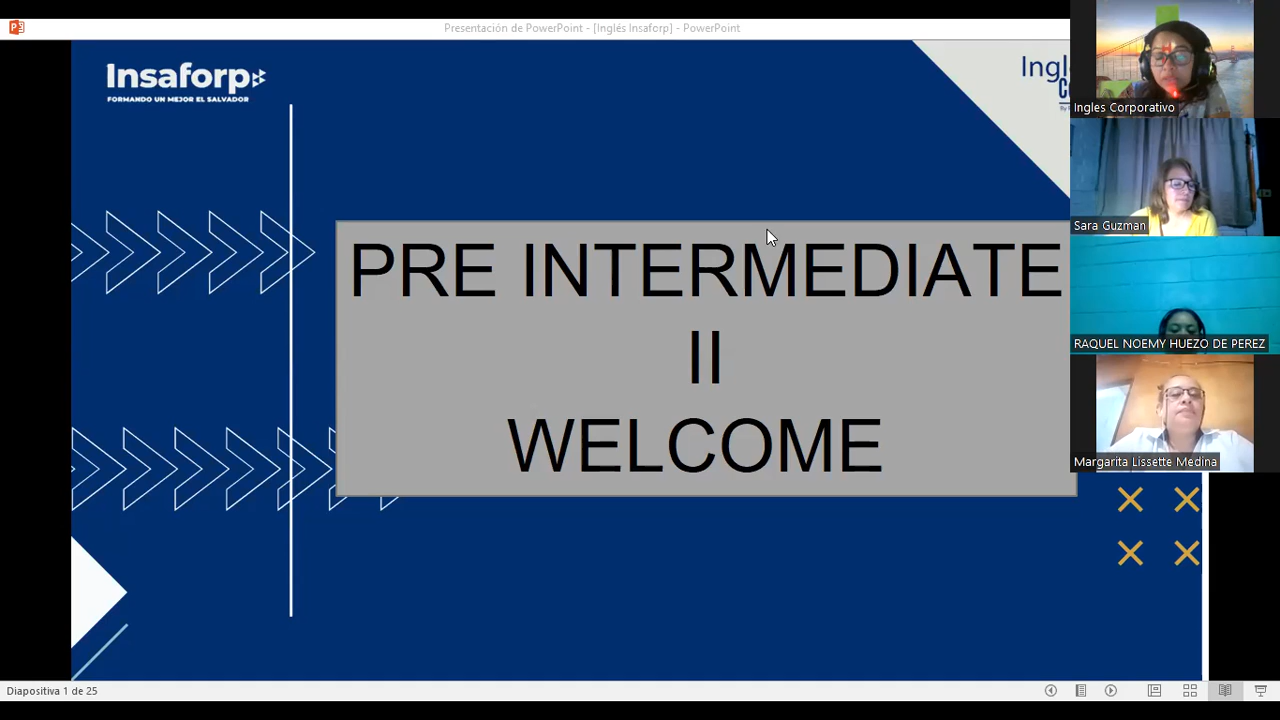 Presentación de PowerPoint - [Inglés Insaforp] - PowerPoint
Insaforp
FORMANDO UN MEJOR EL SALVADOR
PRE INTERMEDIATE
II
WELCOME
Ingles Corporativo
Sara Guzman
RAQUEL NOEMY HUEZO DE PEREZ
Margarita Lissette Medina
Diapositiva 1 de 25